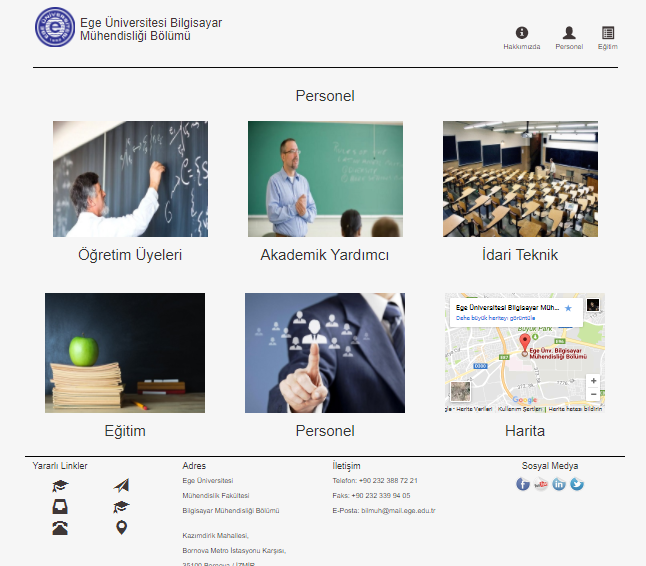 Ege Üniversitesi Bilgisayar
Mühendisliği Bölümü
Hakkımızda
Personel
Eğitim
Personel
Öğretim Üyeleri
Akademik Yardımcı
İdari Teknik
Ege Üniversitesi Bilgisayar Müh...
Daha büyük haritayı görüntüle
Büyük Park
Ege Ünv. Bilgisayar
Mühendisliği Bölümü
E96
E87
D300
Google
Harita Verileri
Kullanım Şartları
Harita hatası bildirin
Eğitim
Personel
Harita
Yararlı Linkler
Adres
Ege Üniversitesi
Mühendislik Fakültesi
Bilgisayar Mühendisliği Bölümü
Kazımdirik Mahallesi,
Bornova Metro İstasyonu Karşısı,
35100 Bornova / İZMİR
İletişim
Telefon: +90 232 388 72 21
Faks: +90 232 339 94 05
E-Posta: bilmuh@mail.ege.edu.tr
Sosyal Medya